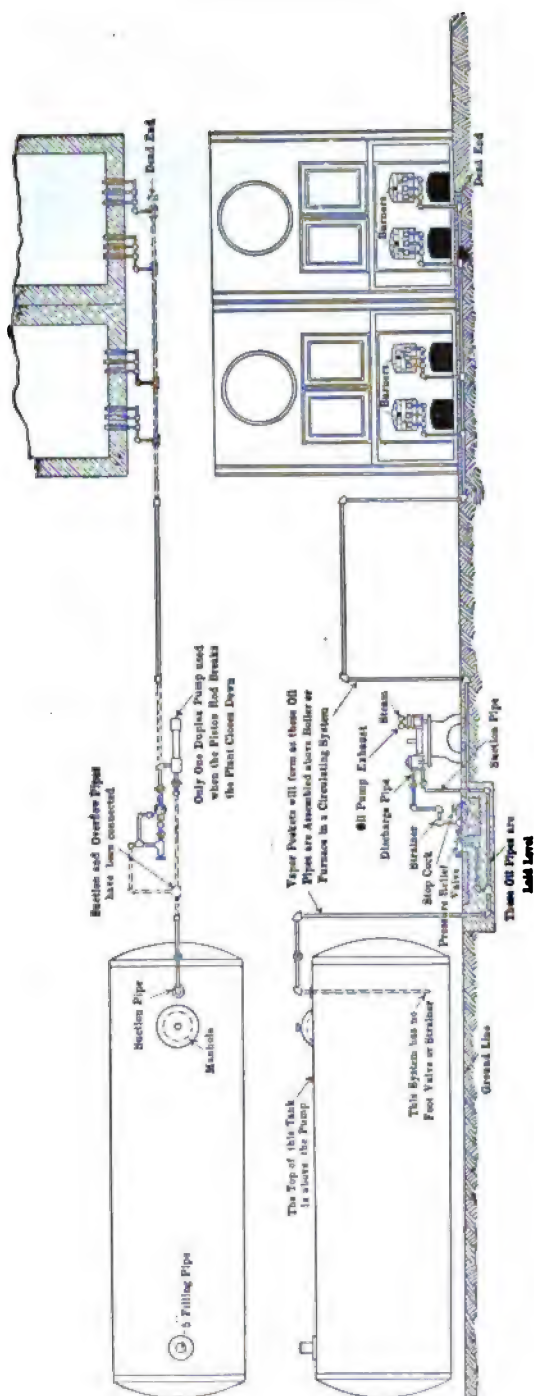 Dead End
Suction and Overflow Pipes
have been connected
Only One Duplex Pump used
when the Piston Rod Breaks
the Plant Closes Down
Suction Pipe
Manhole
6 Filling Pipe
Burners
Burners
Dead End
Vapor Pockets will form as these Oil
Pipes are Assembled above Boiler or
Furnace in a Circulating System
Steam
Oil Pump Exhaust
Discharge Pipe
Strainer
Stop Cock
Pressure Relief
Valve
Suction Pipe
These Oil Pipes are
Laid Level
The Top of this Tank
is above the Pump
This System has no
Foot Valve or Strainer
Ground Line